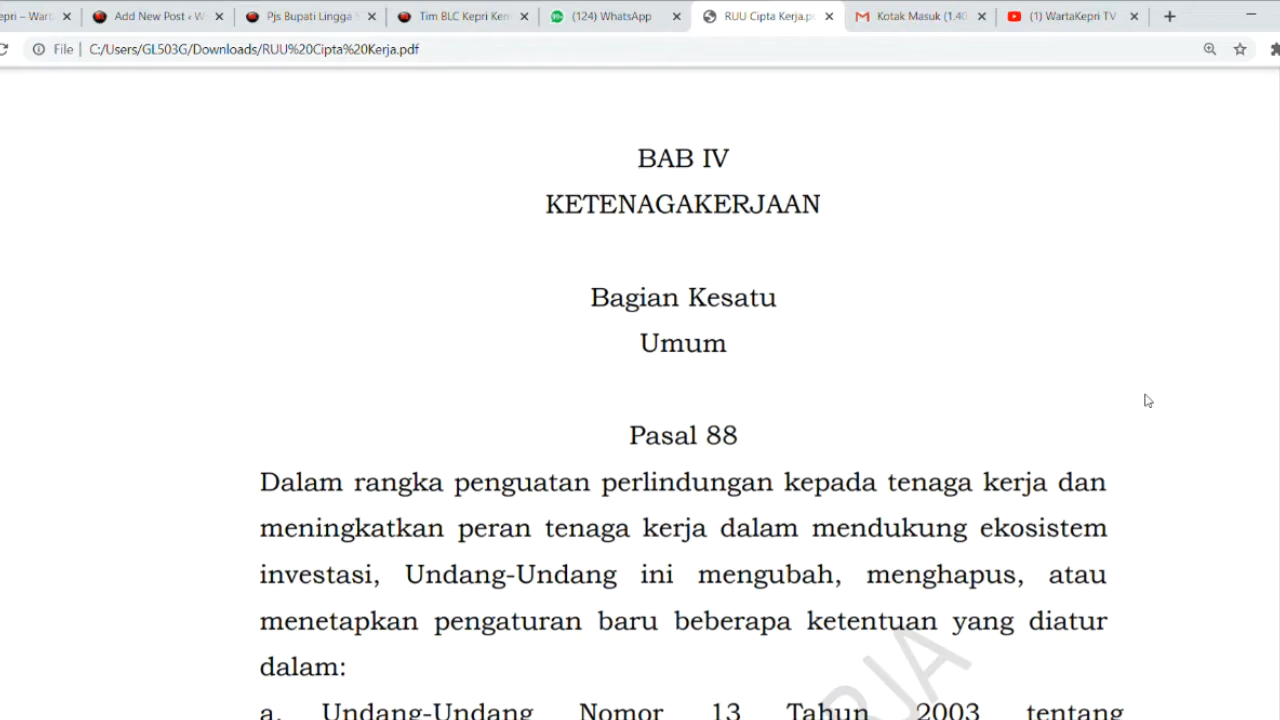 epri – Wart
Add New Post ‹ W
Pjs Bupati Lingga
Tim BLC Kepri Ken
(124) WhatsApp
RUU Cipta Kerja.p
Kotak Masuk (1.40
(1) WartaKepri TV
File | C:/Users/GL503G/Downloads/RUU%20Cipta%20Kerja.pdf
BAB IV
KETENAGAKERJAAN
Bagian Kesatu
Umum
Pasal 88
Dalam rangka penguatan perlindungan kepada tenaga kerja dan
meningkatkan peran tenaga kerja dalam mendukung ekosistem
investasi, Undang-Undang ini mengubah, menghapus, atau
menetapkan pengaturan baru beberapa ketentuan yang diatur
dalam:
a. Undang-Undang Nomor 13 Tahun 2003 tentang
RJA